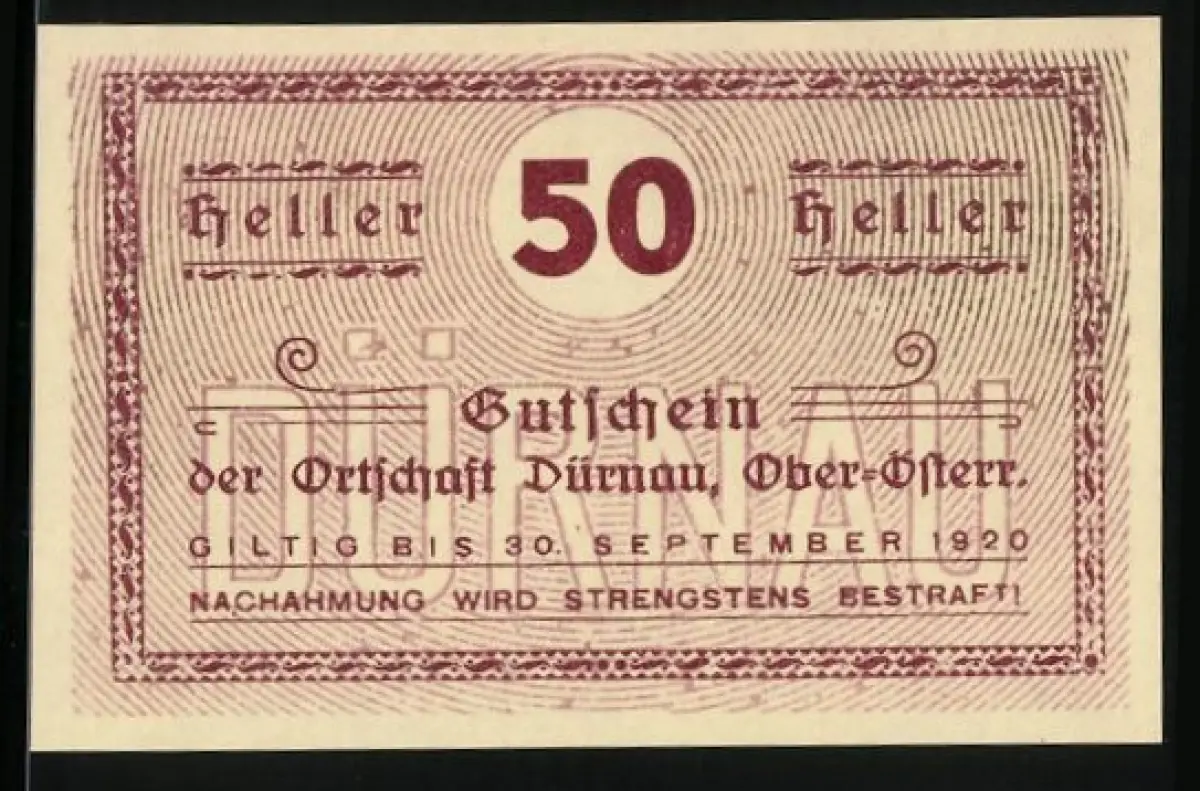 Heller 50 Heller
DÜRNAU
Gutschein
der Ortschaft Dürnau, Ober=Österr.
GILTIG BIS 30. SEPTEMBER 1920
NACHAHMUNG WIRD STRENGSTENS BESTRAFT!